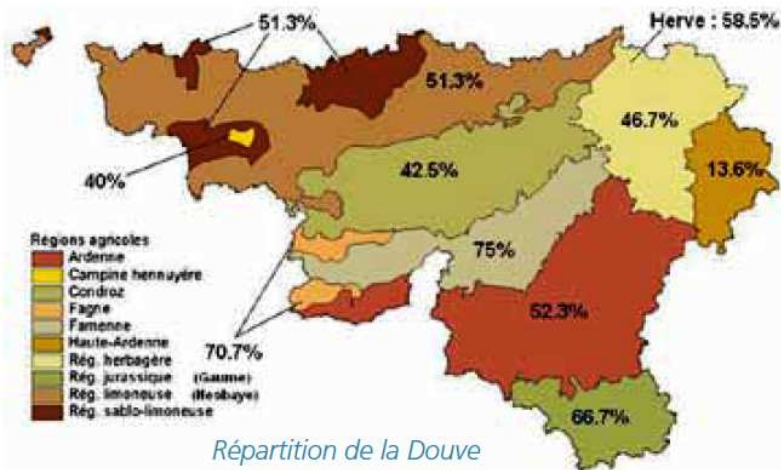 51.3%
Herve : 58.5%
51.3%
46.7%
13.6%
40%
42.5%
75%
52.3%
70.7%
66.7%
Régions agricoles
Ardenne
Campine hennuyère
Condroz
Fagne
Famenne
Haute-Ardenne
Rég. herbagère
Rég. jurassique (Gaume)
Rég. limoneuse (Hesbaye)
Rég. sablo-limoneuse
Répartition de la Douve